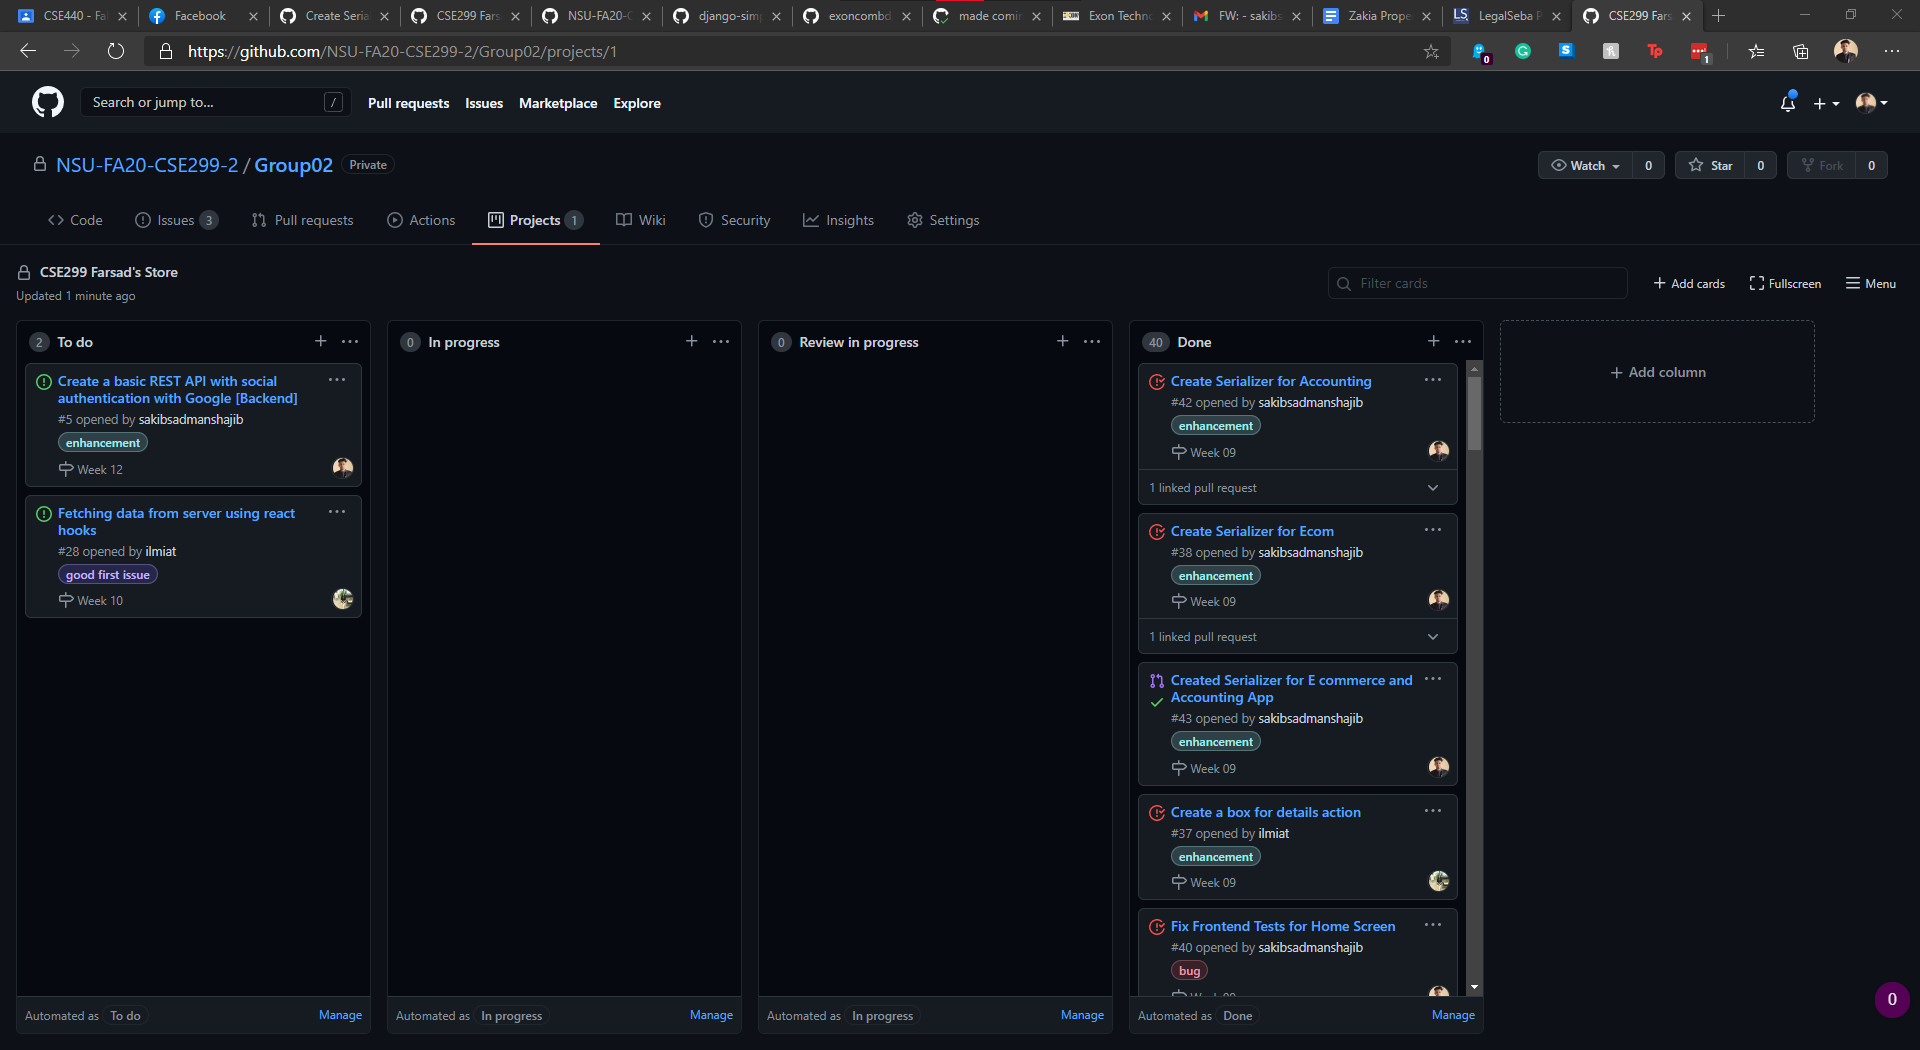 CSE440 - Fal
Facebook
Create Seria
CSE299 Fars
NSU-FA20-C
django-simp
exoncombd
made comin
Exon Techno
FW: - sakibs
Zakia Prope
LegalSeba P
CSE299 Fars
https://github.com/NSU-FA20-CSE299-2/Group02/projects/1
0
1
Search or jump to...
/
Pull requests
Issues
Marketplace
Explore
NSU-FA20-CSE299-2 / Group02
Private
Watch 0
Star 0
Fork 0
Code
Issues 3
Pull requests
Actions
Projects 1
Wiki
Security
Insights
Settings
CSE299 Farsad's Store
Updated 1 minute ago
Filter cards
Add cards
Fullscreen
Menu
2 To do
Create a basic REST API with social
authentication with Google [Backend]
#5 opened by sakibsadmanshajib
enhancement
Week 12
Fetching data from server using react
hooks
#28 opened by ilmiat
good first issue
Week 10
Automated as To do
Manage
0 In progress
Automated as In progress
Manage
0 Review in progress
Automated as In progress
Manage
40 Done
Create Serializer for Accounting
#42 opened by sakibsadmanshajib
enhancement
Week 09
1 linked pull request
Create Serializer for Ecom
#38 opened by sakibsadmanshajib
enhancement
Week 09
1 linked pull request
Created Serializer for E commerce and
Accounting App
#43 opened by sakibsadmanshajib
enhancement
Week 09
Create a box for details action
#37 opened by ilmiat
enhancement
Week 09
Fix Frontend Tests for Home Screen
#40 opened by sakibsadmanshajib
bug
Automated as Done
Manage
Add column
0